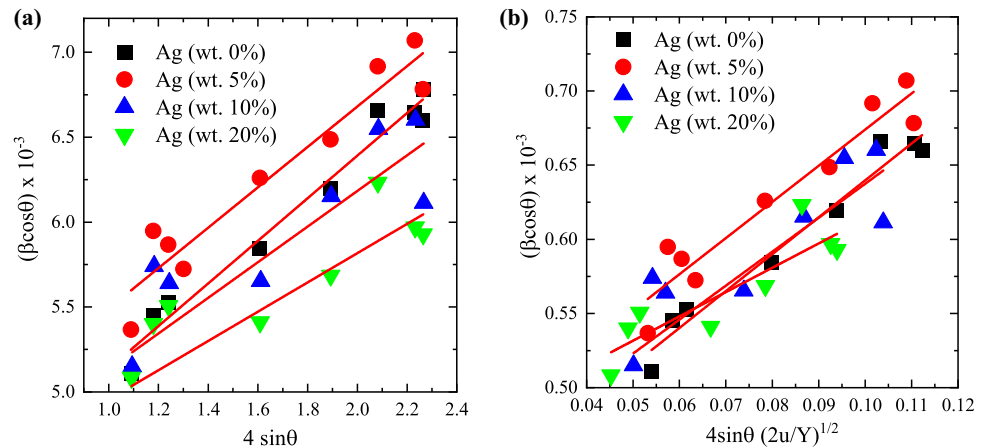 (a)
Ag (wt. 0%)
Ag (wt. 5%)
Ag (wt. 10%)
Ag (wt. 20%)
(βcosθ) x 10⁻³
7.0
6.5
6.0
5.5
5.0
1.0 1.2 1.4 1.6 1.8 2.0 2.2 2.4
4 sinθ
(b)
Ag (wt. 0%)
Ag (wt. 5%)
Ag (wt. 10%)
Ag (wt. 20%)
(βcosθ) x 10⁻³
0.75
0.70
0.65
0.60
0.55
0.50
0.04 0.05 0.06 0.07 0.08 0.09 0.10 0.11 0.12
4sinθ (2u/Y)^1/2